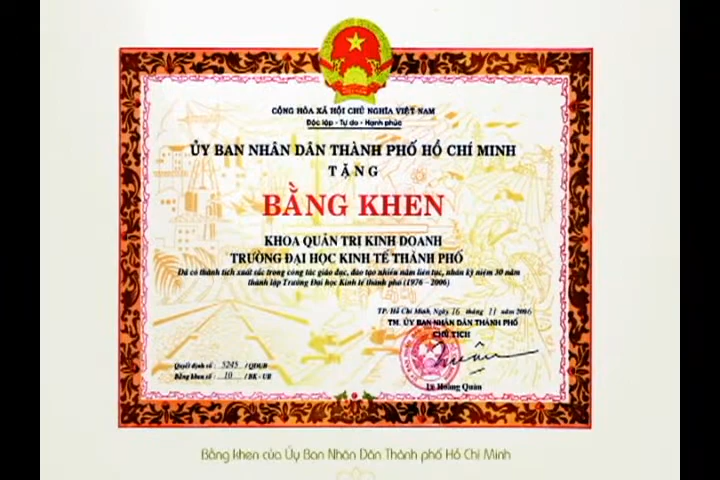 CỘNG HÒA XÃ HỘI CHỦ NGHĨA VIỆT NAM
Độc lập - Tự do - Hạnh phúc
ỦY BAN NHÂN DÂN THÀNH PHỐ HỒ CHÍ MINH
TẶNG
BẰNG KHEN
KHOA QUẢN TRỊ KINH DOANH
TRƯỜNG ĐẠI HỌC KINH TẾ THÀNH PHỐ
Đã có thành tích xuất sắc trong công tác giáo dục, đào tạo nhiều năm liên tục, nhân kỷ niệm 30 năm
thành lập Trường Đại học Kinh tế thành phố (1976 - 2006)
TP. Hồ Chí Minh, Ngày 16 tháng 11 năm 2006
TM. ỦY BAN NHÂN DÂN THÀNH PHỐ
CHỦ TỊCH
Quyết định số: 5245 /QĐUB
Bằng khen số: 10 /BK-UB
Lê Hoàng Quân
Bằng khen của Ủy Ban Nhân Dân Thành phố Hồ Chí Minh